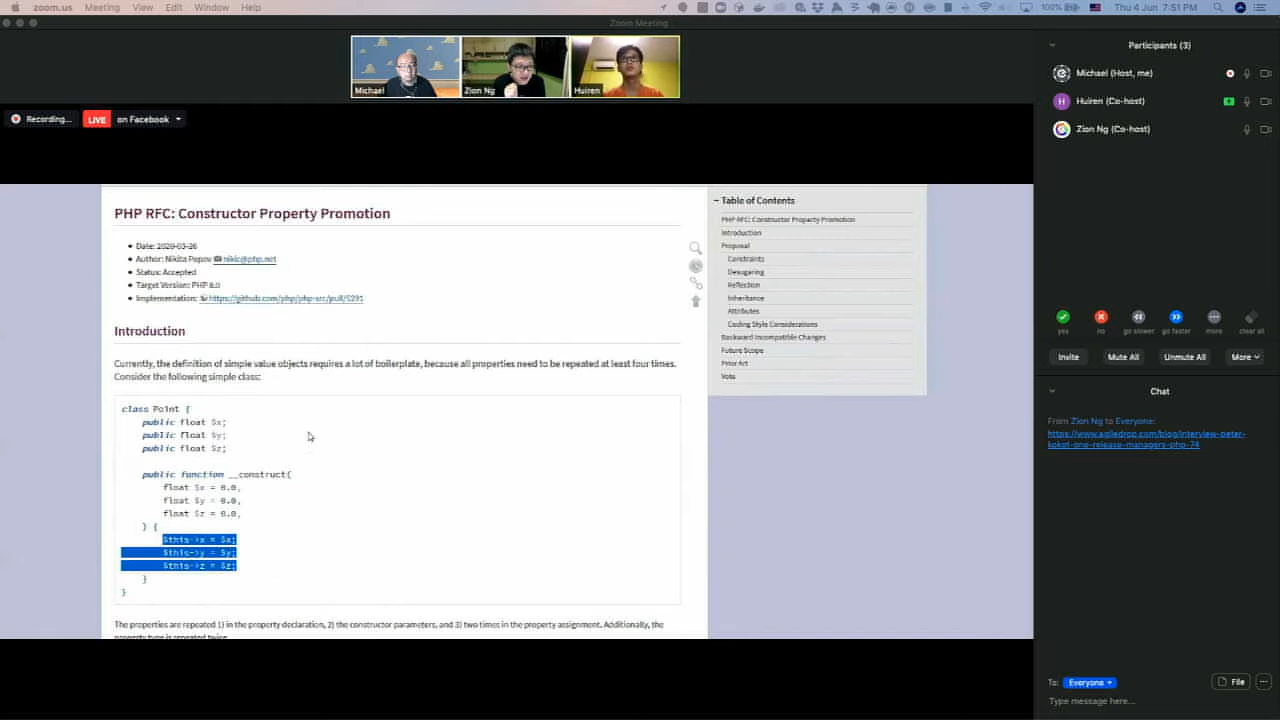 zoom.us Meeting View Edit Window Help
100% Thu 4 Jun 7:51 PM
Zoom Meeting
Michael
Zion Ng
Huiren
Recording...
LIVE on Facebook
PHP RFC: Constructor Property Promotion
Date: 2020-03-26
Author: Nikita Popov nikic@php.net
Status: Accepted
Target Version: PHP 8.0
Implementation: https://github.com/php/php-src/pull/5291
Introduction
Currently, the definition of simple value objects requires a lot of boilerplate, because all properties need to be repeated at least four times.
Consider the following simple class:
class Point {
public float $x;
public float $y;
public float $z;
public function __construct(
float $x = 0.0,
float $y = 0.0,
float $z = 0.0,
) {
$this->x = $x;
$this->y = $y;
$this->z = $z;
}
}
The properties are repeated 1) in the property declaration, 2) the constructor parameters, and 3) two times in the property assignment. Additionally, the
property type is repeated twice.
Table of Contents
PHP RFC: Constructor Property Promotion
Introduction
Proposal
Constraints
Desugaring
Reflection
Inheritance
Attributes
Coding Style Considerations
Backward Incompatible Changes
Future Scope
Prior Art
Vote
Participants (3)
Michael (Host, me)
H Huiren (Co-host)
Zion Ng (Co-host)
yes no go slower go faster more clear all
Invite Mute All Unmute All More
Chat
From Zion Ng to Everyone:
https://www.agiledrop.com/blog/interview-peter-
kokot-one-release-managers-php-74
To: Everyone File
Type message here...